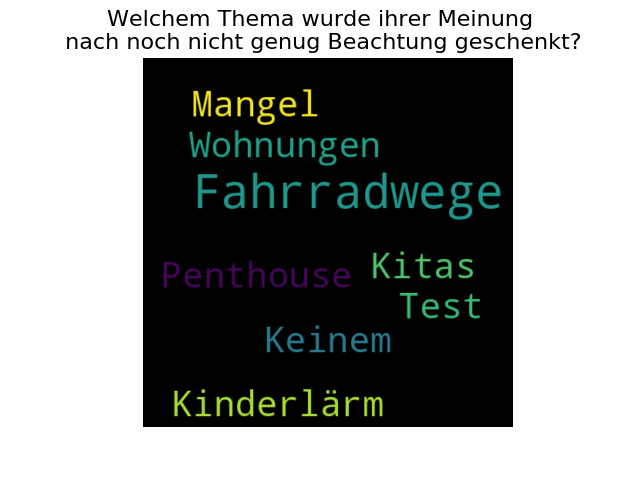 Welchem Thema wurde ihrer Meinung
nach noch nicht genug Beachtung geschenkt?
Mangel
Wohnungen
Fahrradwege
Penthouse
Kitas
Test
Keinem
Kinderlärm